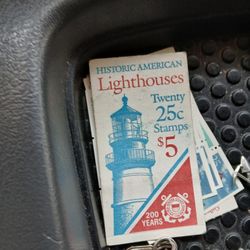 HISTORIC AMERICAN
Lighthouses
Twenty
25c
Stamps
$5
200
YEARS